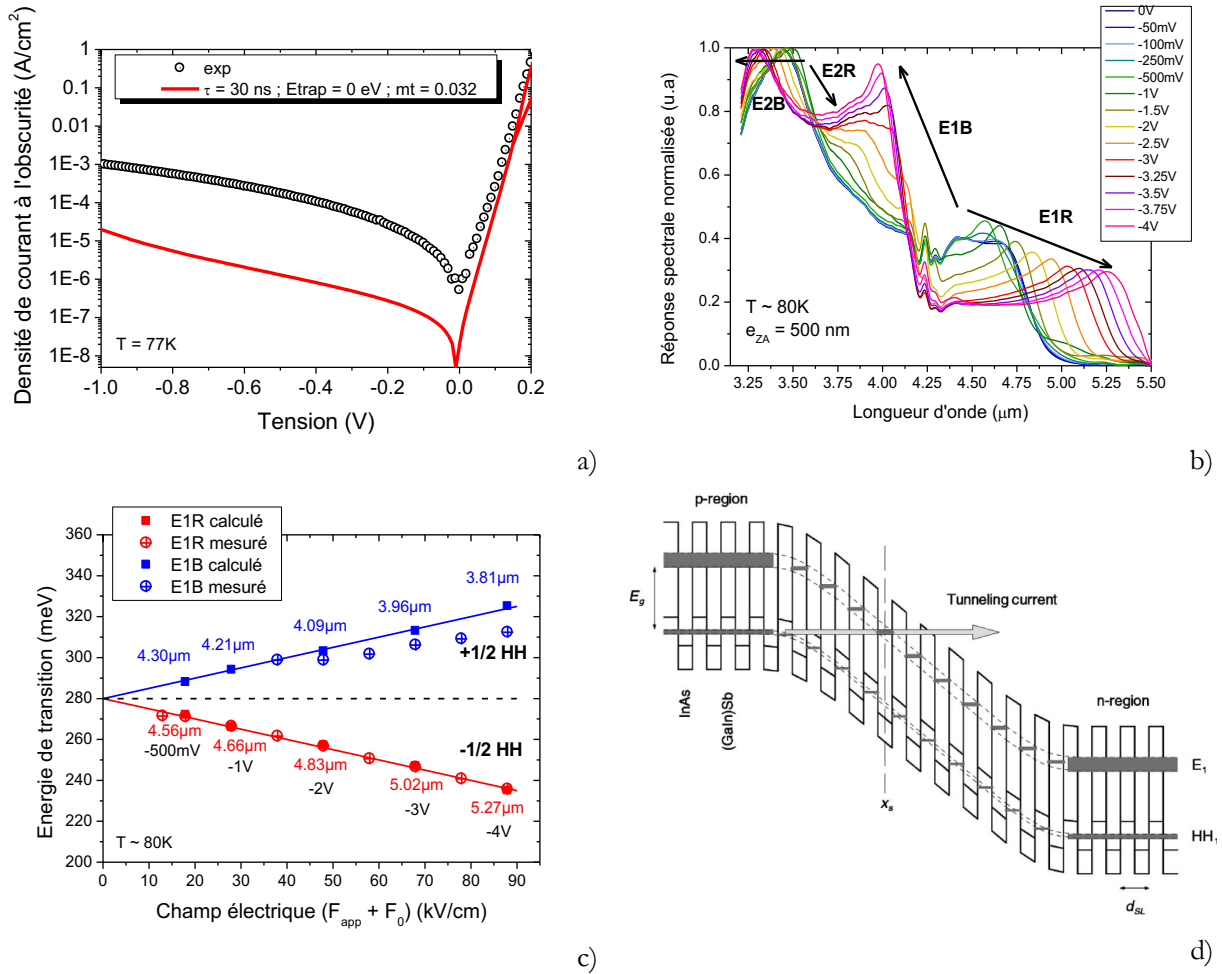 exp
τ = 30 ns ; Etrap = 0 eV ; mt = 0.032
Densité de courant à l'obscurité (A/cm²)
1
0.1
0.01
1E-3
1E-4
1E-5
1E-6
1E-7
1E-8
T = 77K
-1.0 -0.8 -0.6 -0.4 -0.2 0.0 0.2
Tension (V)
a)
Réponse spectrale normalisée (u.a)
1.0
0.8
0.6
0.4
0.2
0.0
E2R
E2B
E1B
E1R
T ~ 80K
e_ZA = 500 nm
0V
-50mV
-100mV
-250mV
-500mV
-1V
-1.5V
-2V
-2.5V
-3V
-3.25V
-3.5V
-3.75V
-4V
3.25 3.50 3.75 4.00 4.25 4.50 4.75 5.00 5.25 5.50
Longueur d'onde (μm)
b)
E1R calculé
E1R mesuré
E1B calculé
E1B mesuré
Energie de transition (meV)
360
340
320
300
280
260
240
220
200
3.81μm
3.96μm
4.09μm
4.21μm
4.30μm
+1/2 HH
4.56μm
-500mV
4.66μm
-1V
-1/2 HH
4.83μm
-2V
5.02μm
-3V
5.27μm
-4V
T ~ 80K
0 10 20 30 40 50 60 70 80 90
Champ électrique (F_app + F_0) (kV/cm)
c)
p-region
E_g
Tunneling current
InAs
(GaIn)Sb
x_s
n-region
E_1
HH_1
d_SL
d)